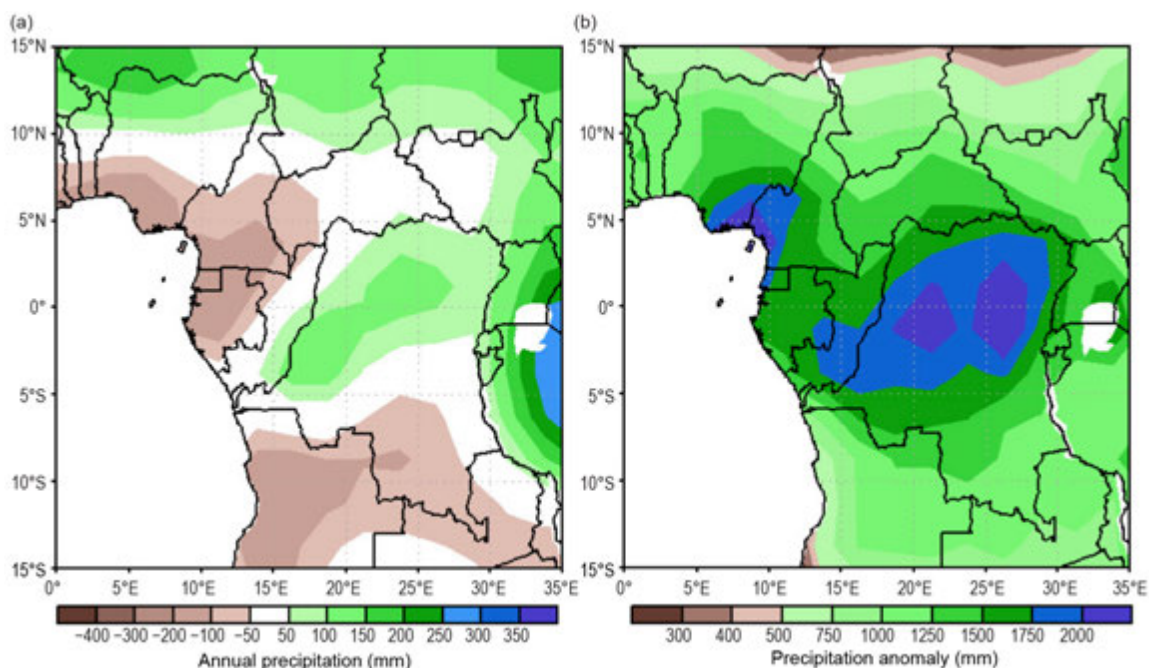 (a)
(b)
15°N
10°N
5°N
0°
5°S
10°S
15°S
0° 5°E 10°E 15°E 20°E 25°E 30°E 35°E
−400 −300 −200 −100 −50 50 100 150 200 250 300 350
Annual precipitation (mm)
15°N
10°N
5°N
0°
5°S
10°S
15°S
0° 5°E 10°E 15°E 20°E 25°E 30°E 35°E
300 400 500 750 1000 1250 1500 1750 2000
Precipitation anomaly (mm)